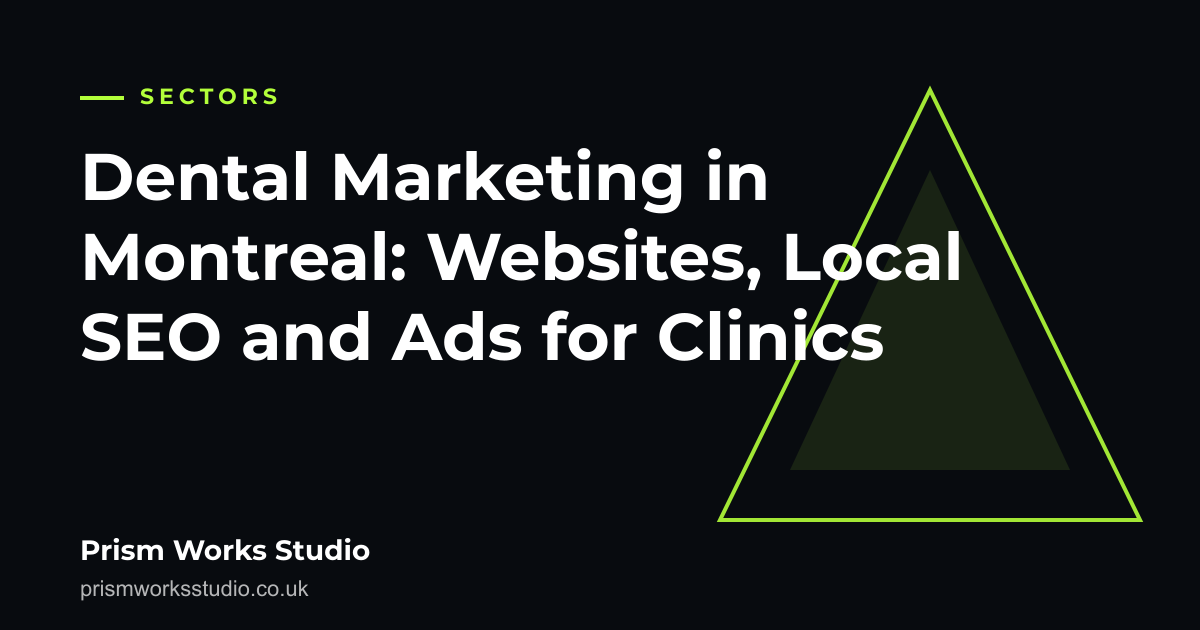 SECTORS
Dental Marketing in
Montreal: Websites, Local
SEO and Ads for Clinics
Prism Works Studio
prismworksstudio.co.uk